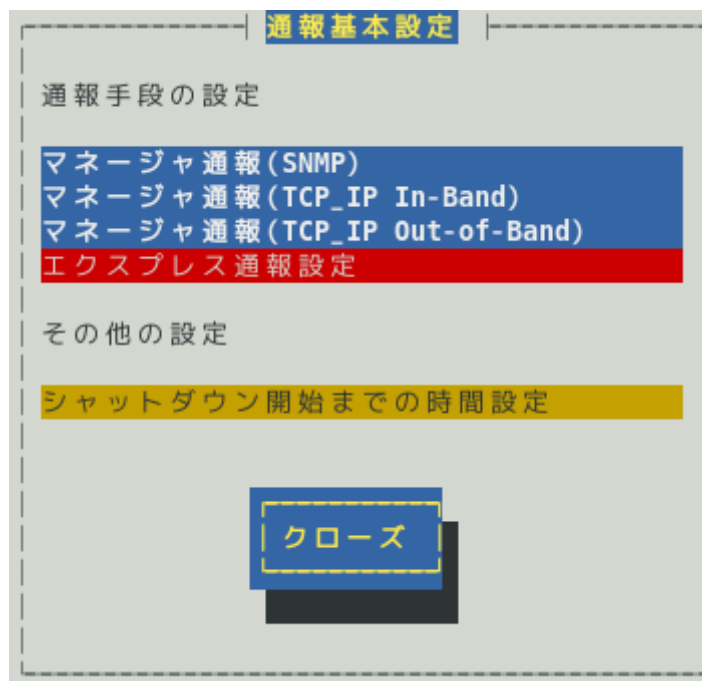 通報基本設定
通報手段の設定
マネージャ通報(SNMP)
マネージャ通報(TCP_IP In-Band)
マネージャ通報(TCP_IP Out-of-Band)
エクスプレス通報設定
その他の設定
シャットダウン開始までの時間設定
クローズ